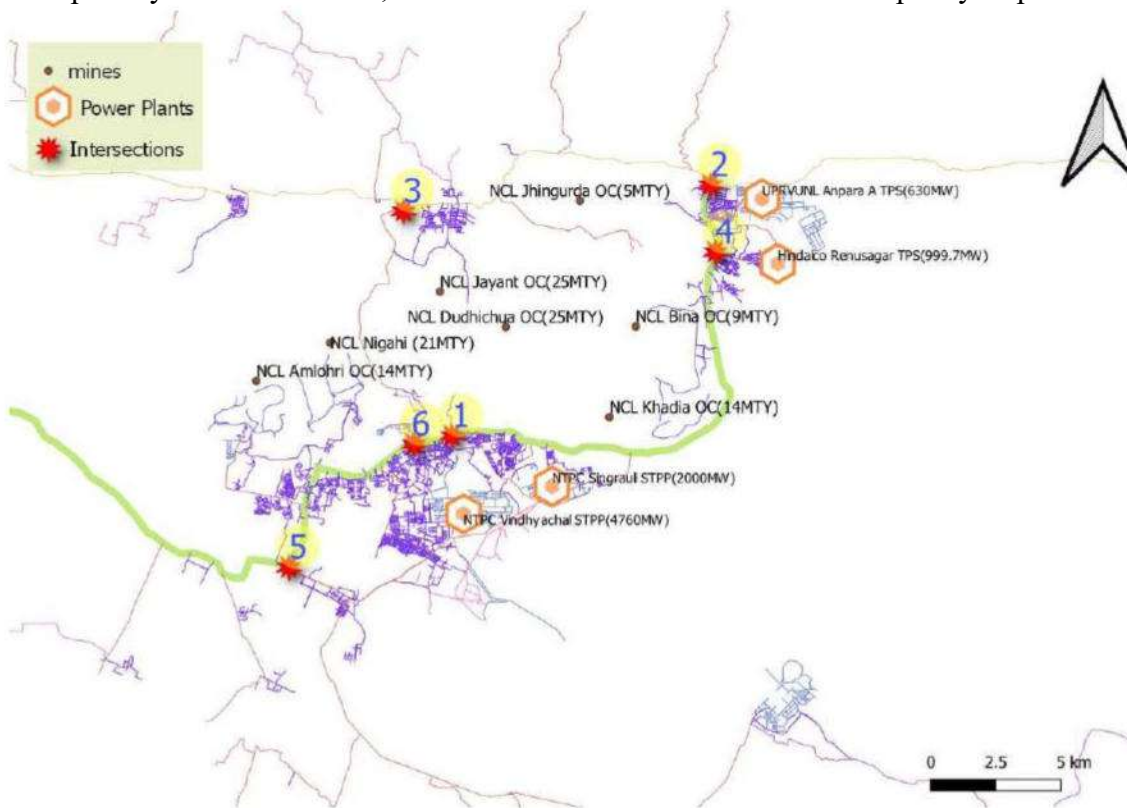 mines
Power Plants
Intersections
2
UPRVUNL Anpara A TPS(630MW)
3
NCL Jhingurda OC(5MTY)
4
Hindalco Renusagar TPS(999.7MW)
NCL Jayant OC(25MTY)
NCL Dudhichua OC(25MTY)
NCL Bina OC(9MTY)
NCL Nigahi (21MTY)
NCL Amlohri OC(14MTY)
NCL Khadia OC(14MTY)
6
1
NTPC Singrauli STPP(2000MW)
NTPC Vindhyachal STPP(4760MW)
5
0 2.5 5 km